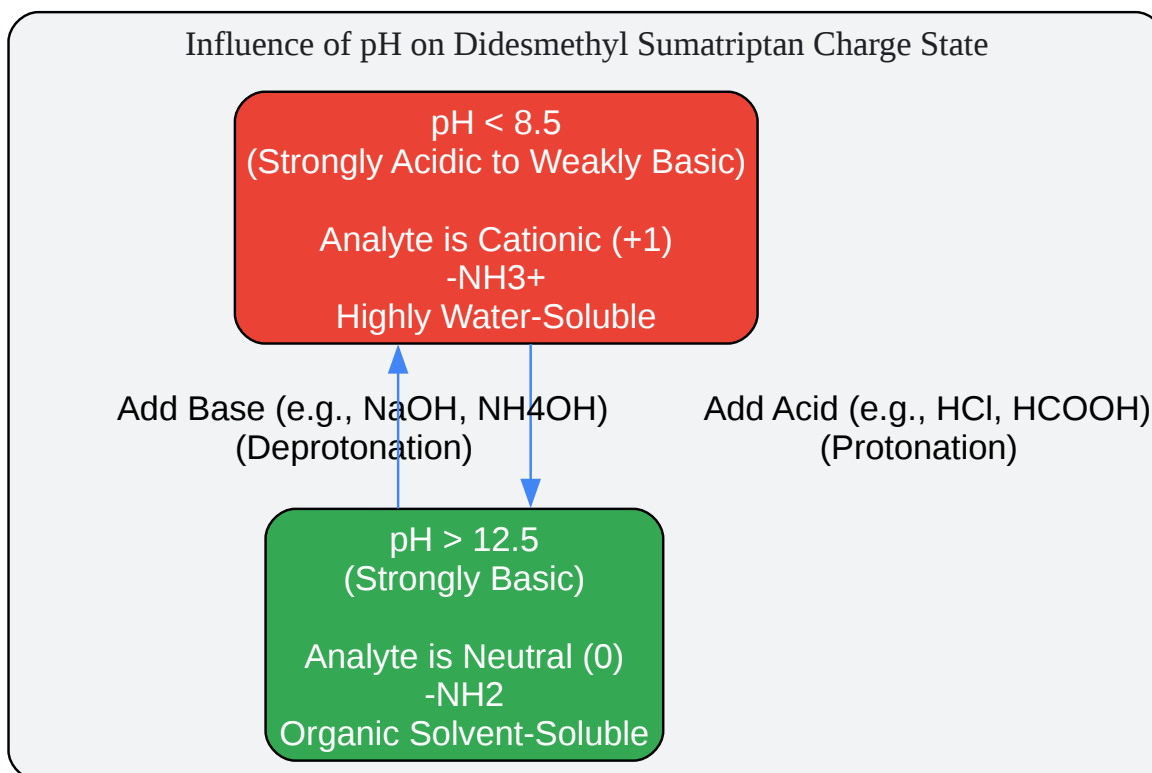 Influence of pH on Didesmethyl Sumatriptan Charge State
pH < 8.5
(Strongly Acidic to Weakly Basic)
Analyte is Cationic (+1)
-NH3+
Highly Water-Soluble
Add Base (e.g., NaOH, NH4OH)
(Deprotonation)
Add Acid (e.g., HCl, HCOOH)
(Protonation)
pH > 12.5
(Strongly Basic)
Analyte is Neutral (0)
-NH2
Organic Solvent-Soluble